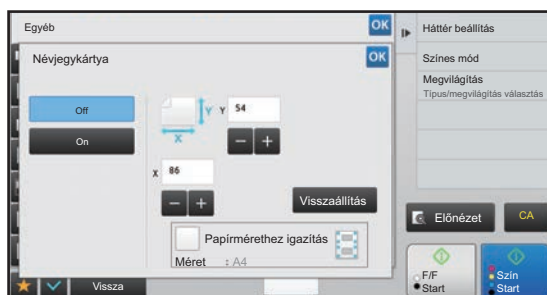 Egyéb
OK
Névjegykártya
OK
Off
On
Y
Y 54
X
X 86
Visszaállítás
Papírmérethez igazítás
Méret : A4
Vissza
Háttér beállítás
Színes mód
Megvilágítás
Típus/megvilágítás választás
Előnézet
CA
F/F
Start
Szín
Start